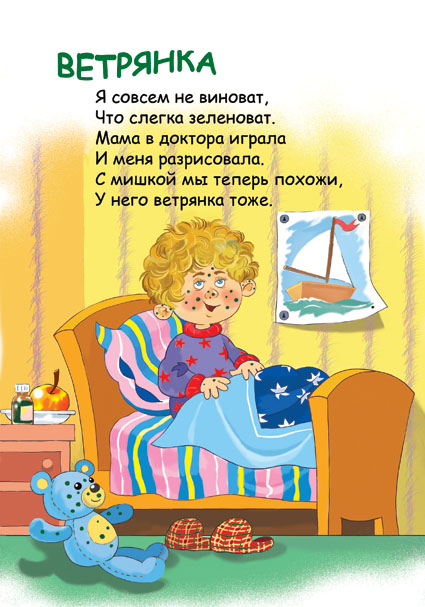 ВЕТРЯНКА
Я совсем не виноват,
Что слегка зеленоват.
Мама в доктора играла
И меня разрисовала.
С мишкой мы теперь похожи,
У него ветрянка тоже.